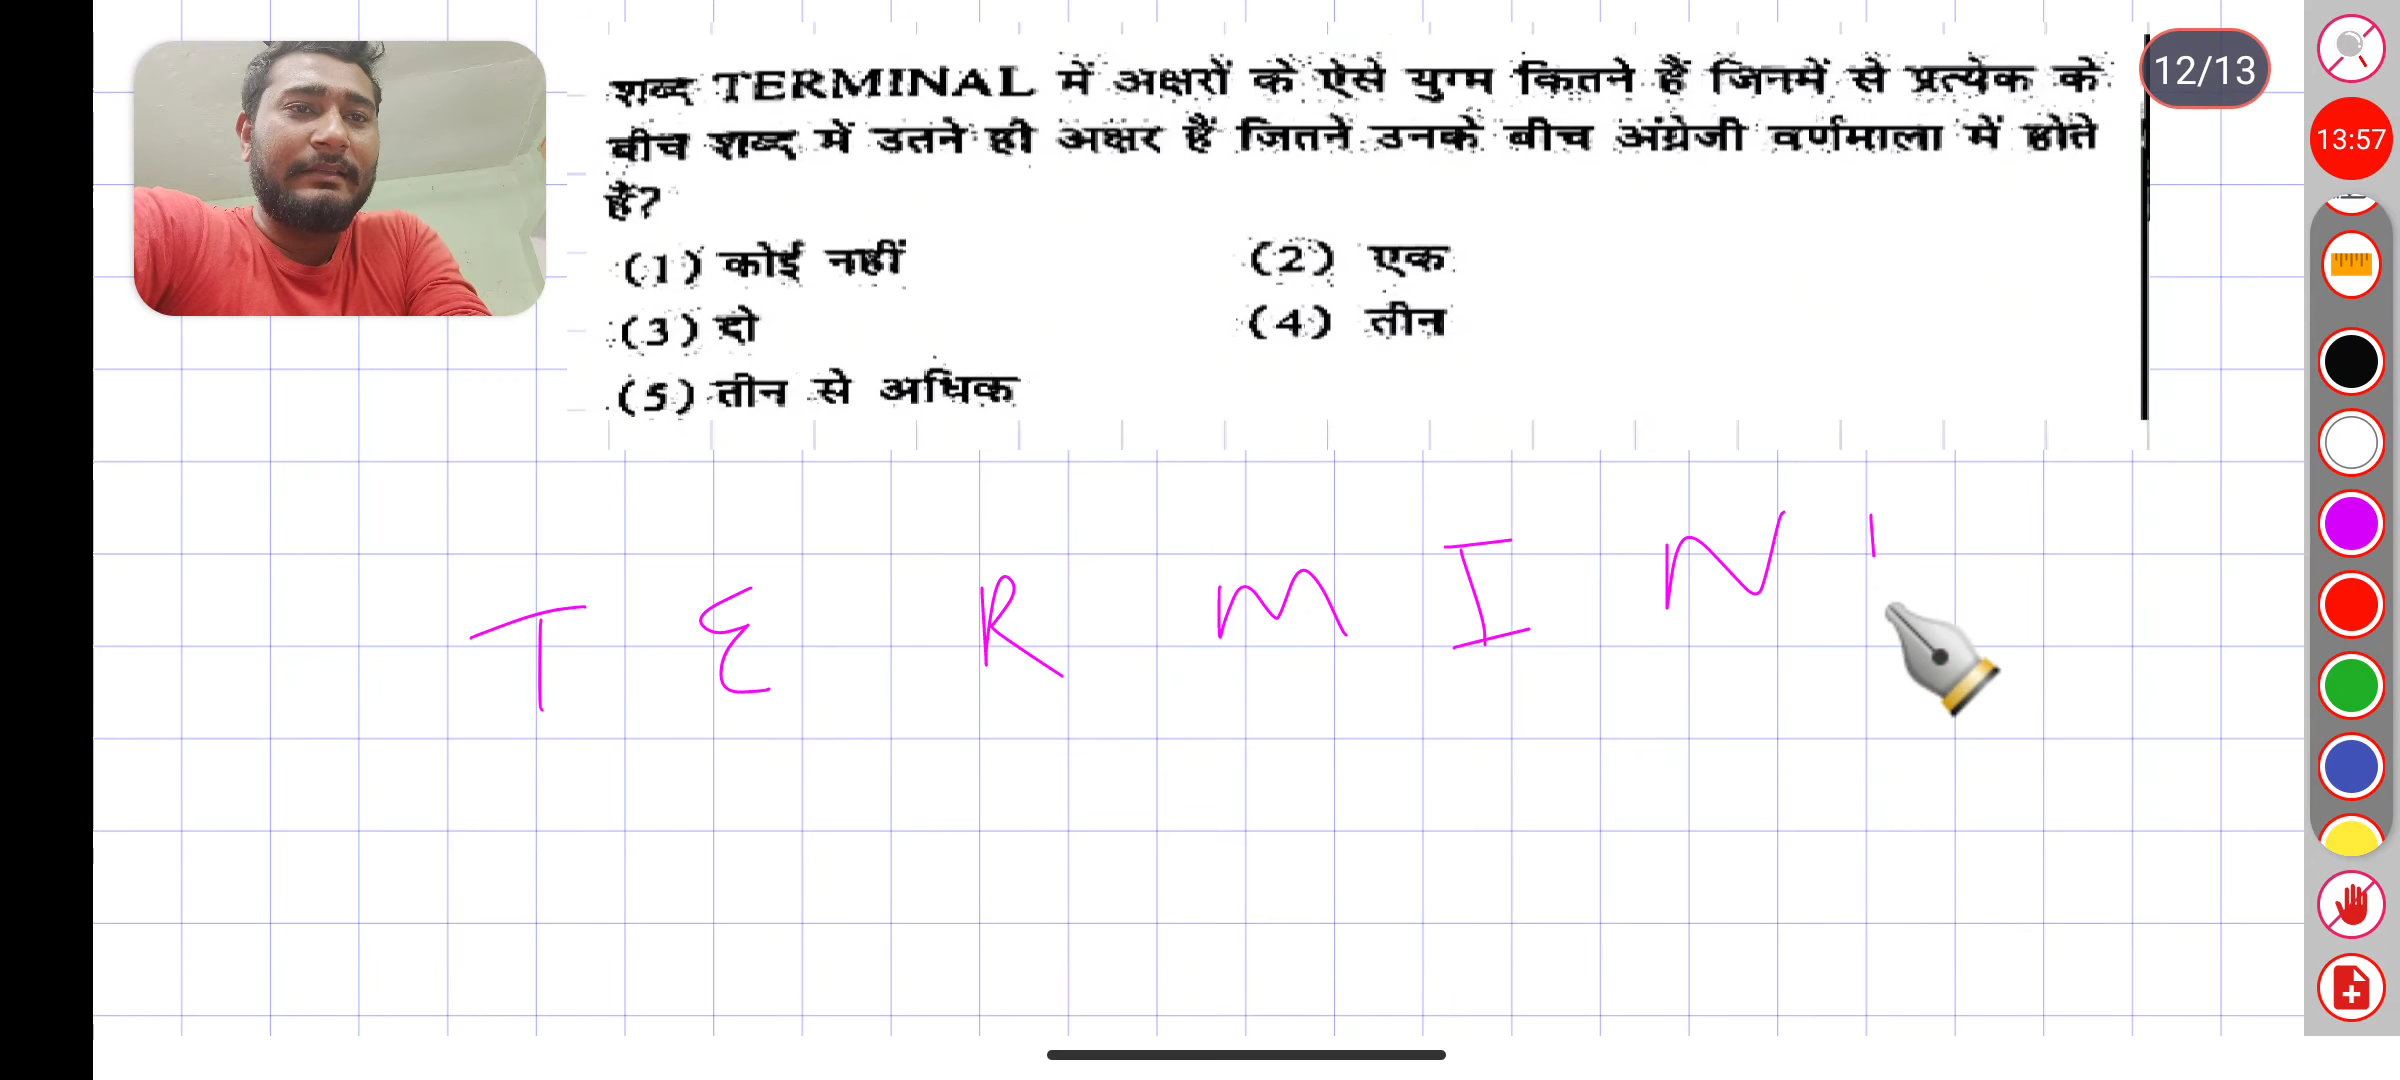 शब्द TERMINAL में अक्षरों के ऐसे युग्म कितने हैं जिनमें से प्रत्येक के
बीच शब्द में उतने ही अक्षर हैं जितने उनके बीच अंग्रेजी वर्णमाला में होते
हैं?
(1) कोई नहीं (2) एक
(3) दो (4) तीन
(5) तीन से अधिक
12/13
13:57
T E R M I N